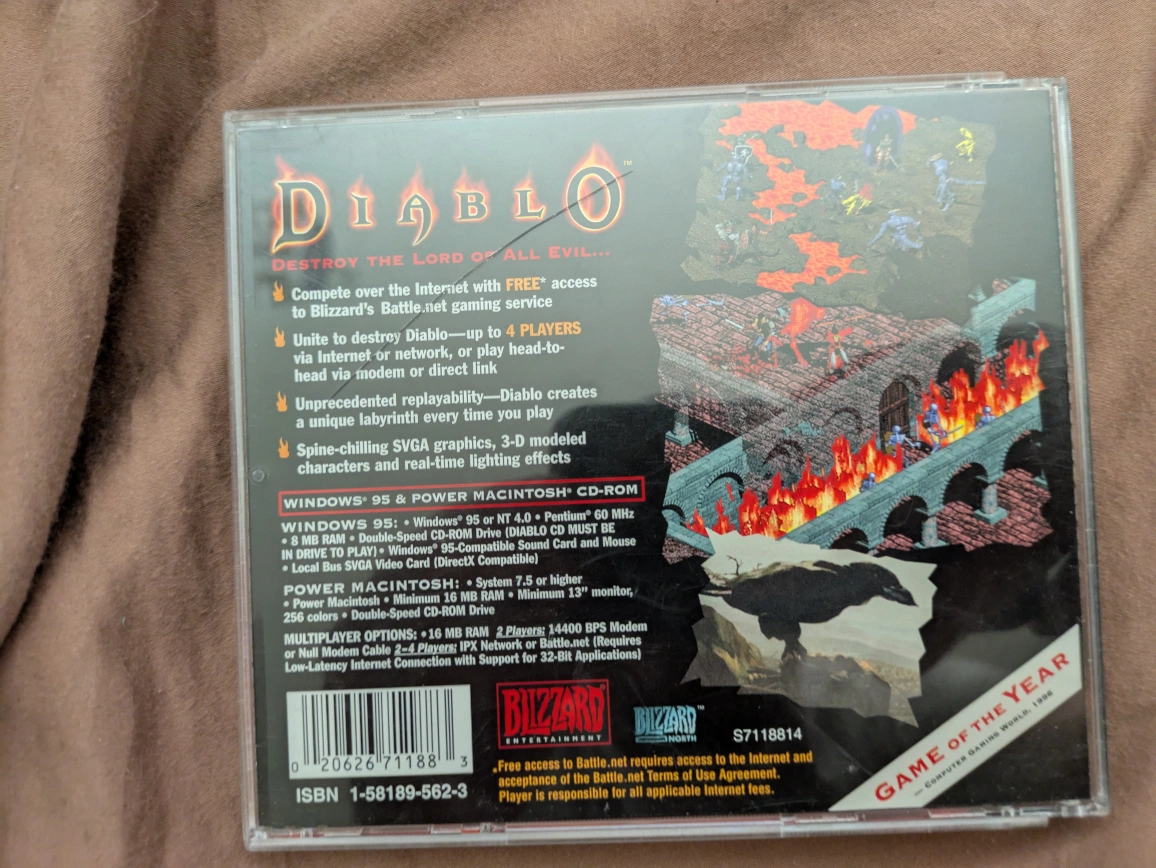 DIABLO™
DESTROY THE LORD OF ALL EVIL...
Compete over the Internet with FREE* access
to Blizzard's Battle.net gaming service
Unite to destroy Diablo—up to 4 PLAYERS
via Internet or network, or play head-to-
head via modem or direct link
Unprecedented replayability—Diablo creates
a unique labyrinth every time you play
Spine-chilling SVGA graphics, 3-D modeled
characters and real-time lighting effects
WINDOWS® 95 & POWER MACINTOSH® CD-ROM
WINDOWS 95: • Windows® 95 or NT 4.0 • Pentium® 60 MHz
• 8 MB RAM • Double-Speed CD-ROM Drive (DIABLO CD MUST BE
IN DRIVE TO PLAY) • Windows® 95-Compatible Sound Card and Mouse
• Local Bus SVGA Video Card (DirectX Compatible)
POWER MACINTOSH: • System 7.5 or higher
• Power Macintosh • Minimum 16 MB RAM • Minimum 13" monitor,
256 colors • Double-Speed CD-ROM Drive
MULTIPLAYER OPTIONS: • 16 MB RAM 2 Players: 14400 BPS Modem
or Null Modem Cable 2–4 Players: IPX Network or Battle.net (Requires
Low-Latency Internet Connection with Support for 32-Bit Applications)
0 20626 71188 3
ISBN 1-58189-562-3
BLIZZARD
ENTERTAINMENT
BLIZZARD™
NORTH
S7118814
*Free access to Battle.net requires access to the Internet and
acceptance of the Battle.net Terms of Use Agreement.
Player is responsible for all applicable Internet fees.
GAME OF THE YEAR
— COMPUTER GAMING WORLD, 1996